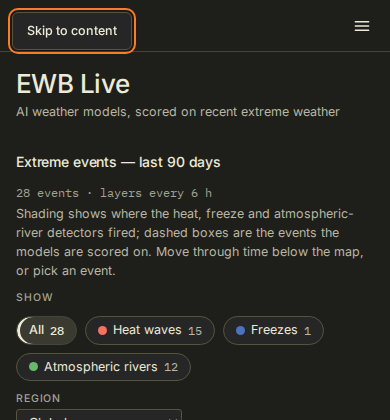 Skip to content
EWB Live
AI weather models, scored on recent extreme weather
Extreme events — last 90 days
28 events · layers every 6 h
Shading shows where the heat, freeze and atmospheric-
river detectors fired; dashed boxes are the events the
models are scored on. Move through time below the map,
or pick an event.
SHOW
All 28 Heat waves 15 Freezes 1
Atmospheric rivers 12
REGION